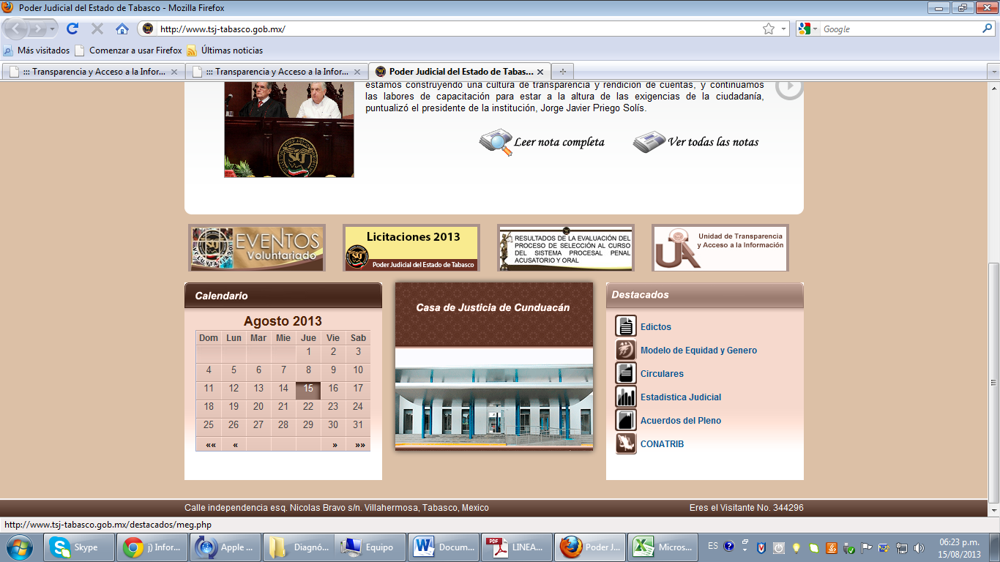 Poder Judicial del Estado de Tabasco - Mozilla Firefox
http://www.tsj-tabasco.gob.mx/
Google
Más visitados Comenzar a usar Firefox Últimas noticias
::: Transparencia y Acceso a la Infor... ::: Transparencia y Acceso a la Infor... Poder Judicial del Estado de Tabas...
estamos construyendo una cultura de transparencia y rendición de cuentas, y continuamos
las labores de capacitación para estar a la altura de las exigencias de la ciudadanía,
puntualizó el presidente de la institución, Jorge Javier Priego Solís.
Leer nota completa Ver todas las notas
EVENTOS
Voluntariado
Licitaciones 2013
Poder Judicial del Estado de Tabasco
RESULTADOS DE LA EVALUACIÓN DEL
PROCESO DE SELECCIÓN AL CURSO
DEL SISTEMA PROCESAL PENAL
ACUSATORIO Y ORAL
Unidad de Transparencia
y Acceso a la Información
Calendario
Agosto 2013
Dom Lun Mar Mie Jue Vie Sab
1 2 3
4 5 6 7 8 9 10
11 12 13 14 15 16 17
18 19 20 21 22 23 24
25 26 27 28 29 30 31
«« « » »»
Casa de Justicia de Cunduacán
Destacados
Edictos
Modelo de Equidad y Genero
Circulares
Estadistica Judicial
Acuerdos del Pleno
CONATRIB
Calle independencia esq. Nicolas Bravo s/n. Villahermosa, Tabasco, Mexico
Eres el Visitante No. 344296
http://www.tsj-tabasco.gob.mx/destacados/meg.php
Skype j) Infor... Apple ... Diagnó... Equipo Docum... LINEA... Poder J... Micros...
ES
06:23 p.m.
15/08/2013